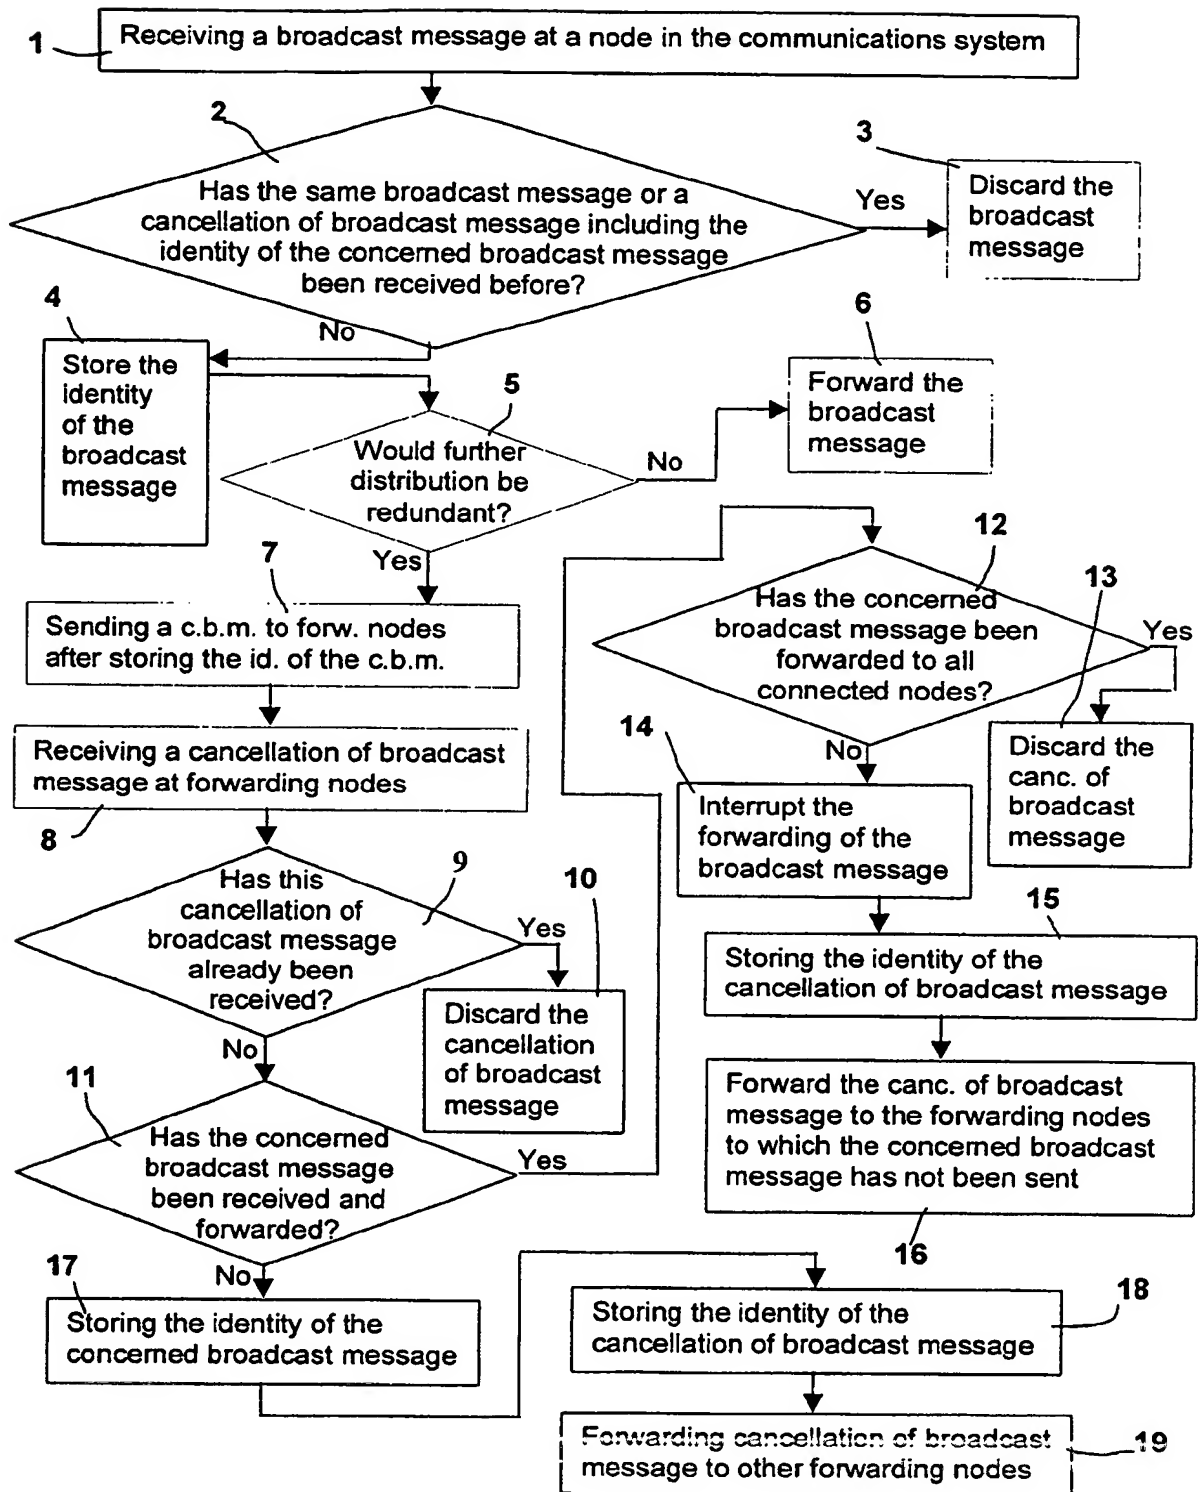 1
Receiving a broadcast message at a node in the communications system
2
Has the same broadcast message or a
cancellation of broadcast message including the
identity of the concerned broadcast message
been received before?
Yes
3
Discard the
broadcast
message
No
4
Store the
identity
of the
broadcast
message
5
Would further
distribution be
redundant?
No
6
Forward the
broadcast
message
Yes
7
Sending a c.b.m. to forw. nodes
after storing the id. of the c.b.m.
Receiving a cancellation of broadcast
message at forwarding nodes
8
Has this
cancellation of
broadcast message
already been
received?
9
Yes
10
Discard the
cancellation
of broadcast
message
No
11
Has the concerned
broadcast message
been received and
forwarded?
Yes
12
Has the concerned
broadcast message been
forwarded to all
connected nodes?
Yes
13
Discard the
canc. of
broadcast
message
No
14
Interrupt the
forwarding of the
broadcast message
15
Storing the identity of the
cancellation of broadcast message
Forward the canc. of broadcast
message to the forwarding nodes
to which the concerned broadcast
message has not been sent
16
No
17
Storing the identity of the
concerned broadcast message
18
Storing the identity of the
cancellation of broadcast message
Forwarding cancellation of broadcast
message to other forwarding nodes
19